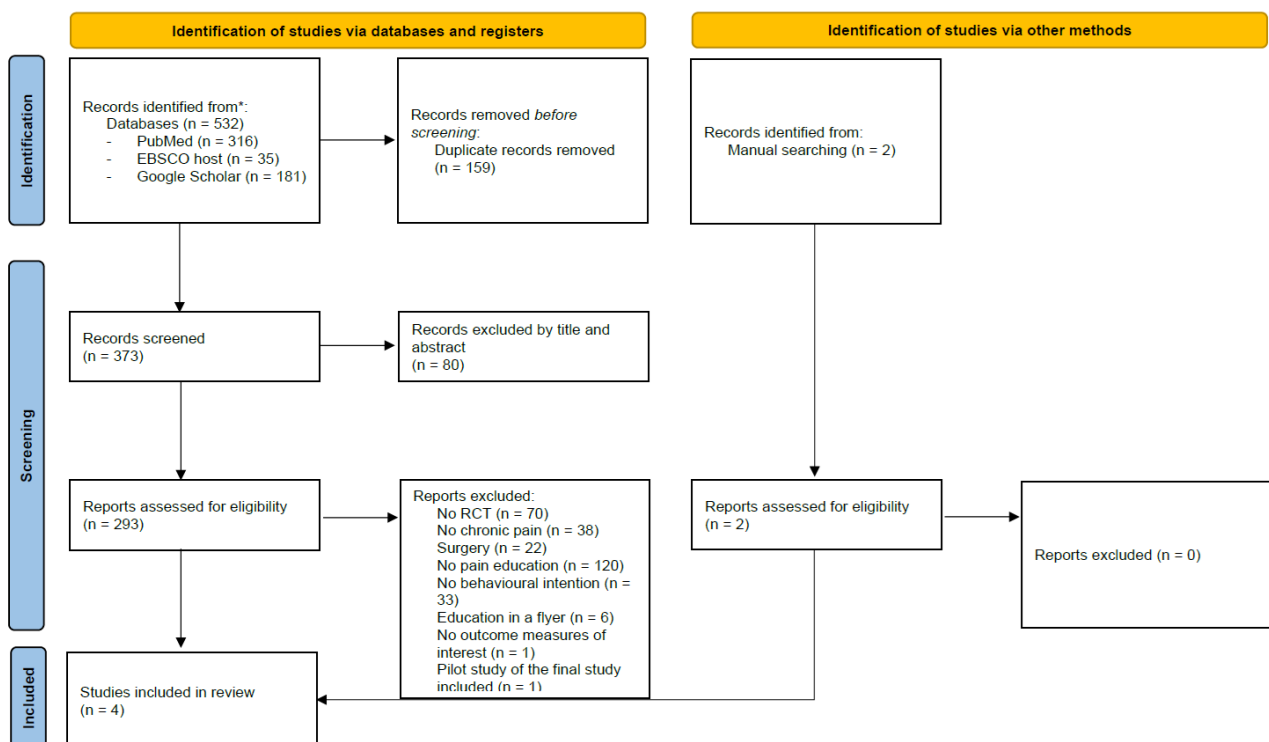 Identification of studies via databases and registers
Identification of studies via other methods
Identification
Records identified from*:
Databases (n = 532)
- PubMed (n = 316)
- EBSCO host (n = 35)
- Google Scholar (n = 181)
Records removed before
screening:
Duplicate records removed
(n = 159)
Records identified from:
Manual searching (n = 2)
Screening
Records screened
(n = 373)
Records excluded by title and
abstract
(n = 80)
Reports assessed for eligibility
(n = 293)
Reports excluded:
No RCT (n = 70)
No chronic pain (n = 38)
Surgery (n = 22)
No pain education (n = 120)
No behavioural intention (n =
33)
Education in a flyer (n = 6)
No outcome measures of
interest (n = 1)
Pilot study of the final study
included (n = 1)
Reports assessed for eligibility
(n = 2)
Reports excluded (n = 0)
Included
Studies included in review
(n = 4)